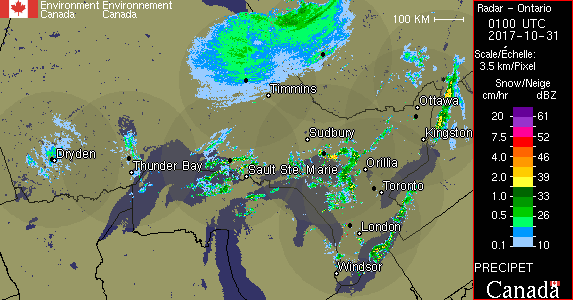 Environment Environnement
Canada Canada
100 KM
Timmins
Ottawa
Kingston
Sudbury
Dryden
Thunder Bay
Sault Ste. Marie
Orillia
Toronto
London
Windsor
Radar - Ontario
0100 UTC
2017-10-31
Scale/Échelle:
3.5 km/Pixel
Snow/Neige
cm/hr dBZ
20 61
7.5 52
4.0 46
2.0 39
1.0 33
0.5 26
0.1 10
PRECIPET
Canada